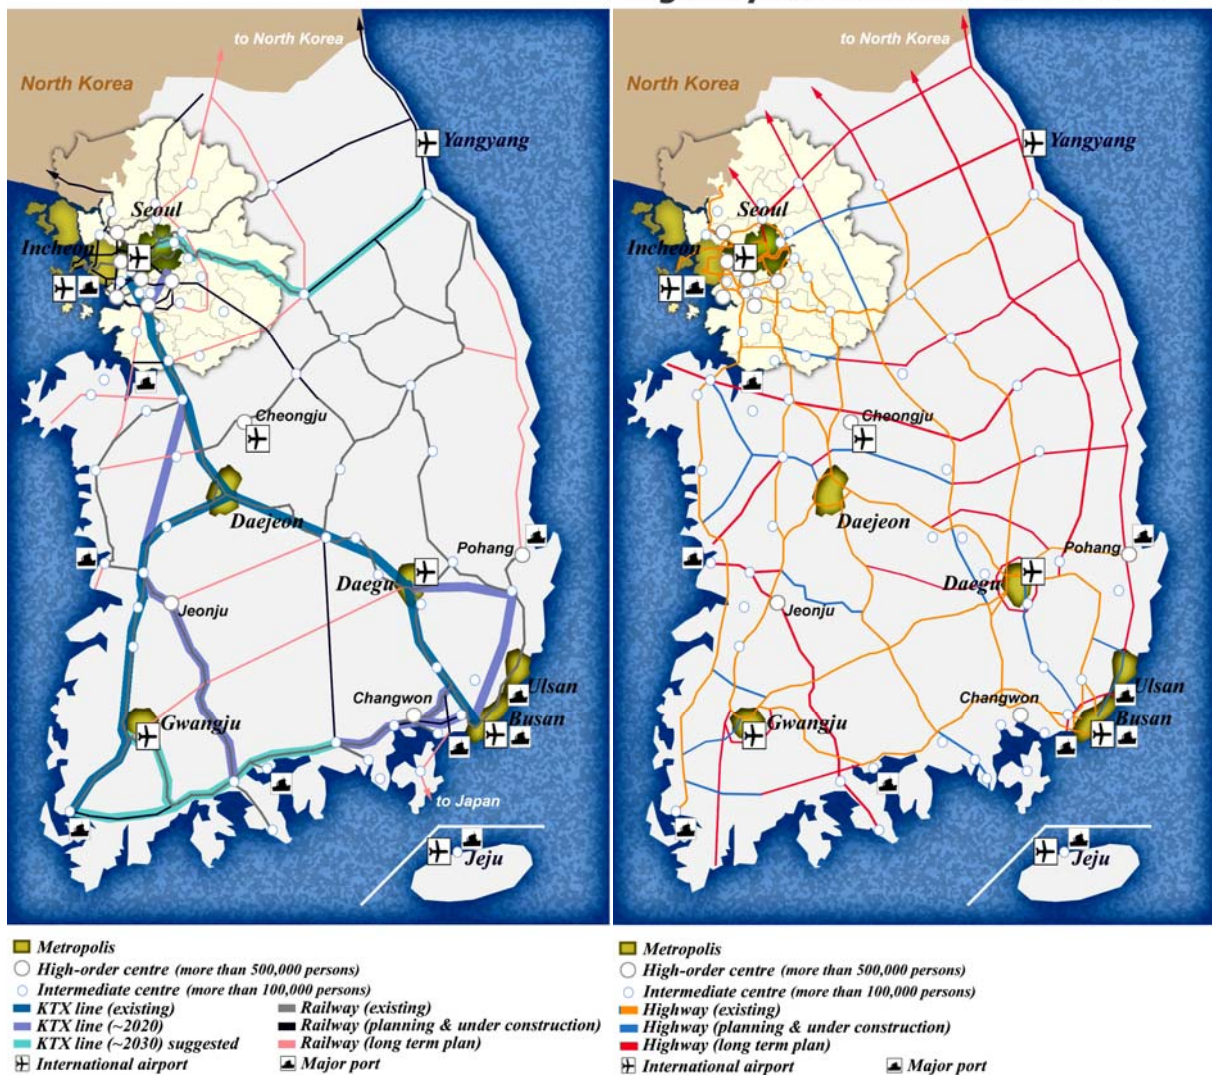 to North Korea
North Korea
Yangyang
Seoul
Incheon
Cheongju
Daejeon
Pohang
Daegu
Jeonju
Ulsan
Changwon
Gwangju
Busan
to Japan
Jeju
Metropolis
High-order centre (more than 500,000 persons)
Intermediate centre (more than 100,000 persons)
KTX line (existing)
KTX line (~2020)
KTX line (~2030) suggested
International airport
Railway (existing)
Railway (planning & under construction)
Railway (long term plan)
Major port
to North Korea
North Korea
Yangyang
Seoul
Incheon
Cheongju
Daejeon
Pohang
Daegu
Jeonju
Ulsan
Changwon
Gwangju
Busan
Jeju
Metropolis
High-order centre (more than 500,000 persons)
Intermediate centre (more than 100,000 persons)
Highway (existing)
Highway (planning & under construction)
Highway (long term plan)
International airport
Major port